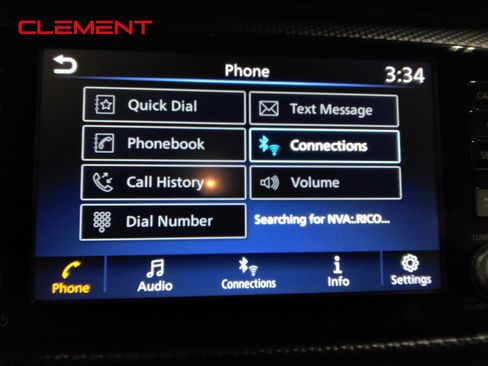 CLEMENT
Phone
3:34
Quick Dial
Text Message
Phonebook
Connections
Call History
Volume
Dial Number
Searching for NVA:.RICO...
Phone
Audio
Connections
Info
Settings
TUNE